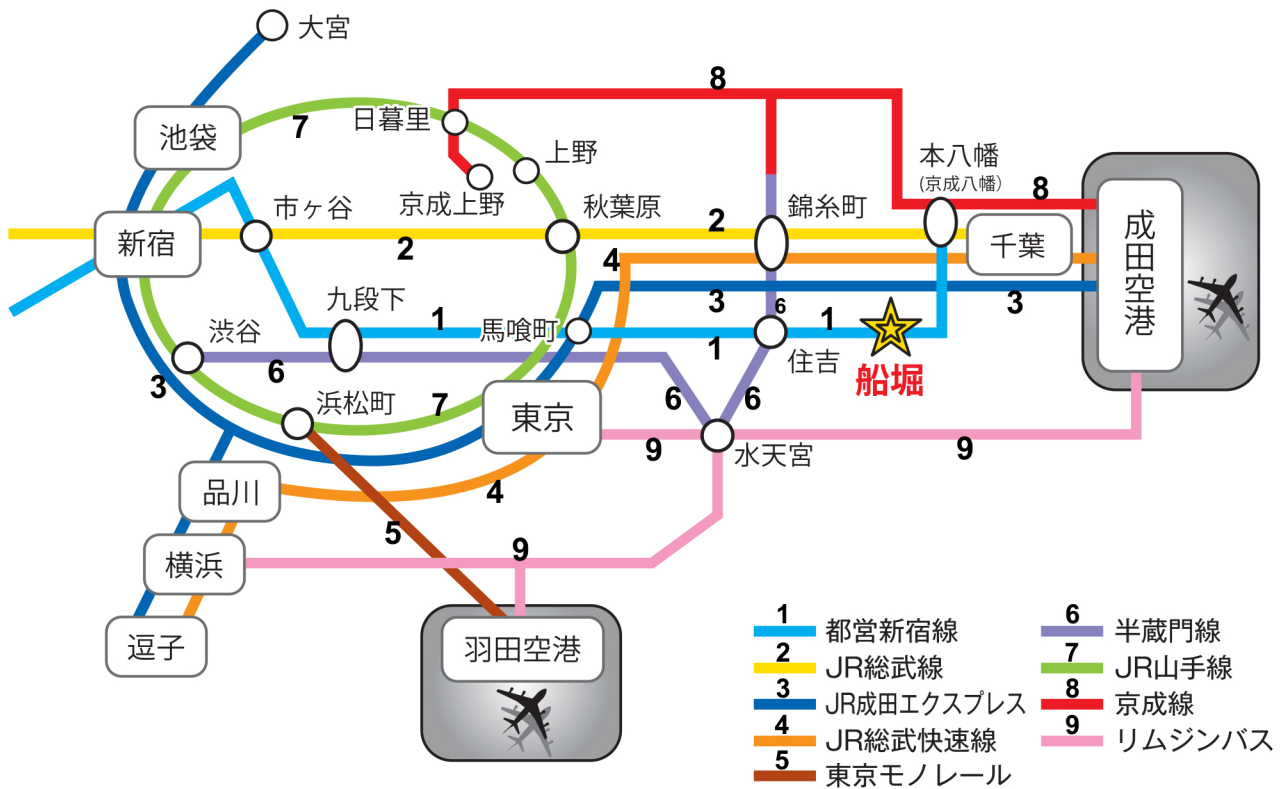 大宮
8
池袋
7
日暮里
上野
本八幡
(京成八幡)
8
京成上野
市ヶ谷
秋葉原
2
錦糸町
千葉
成田空港
新宿
2
4
九段下
1
3
6
3
渋谷
馬喰町
1
1
住吉
船堀
6
3
浜松町
7
東京
6
6
9
水天宮
9
品川
4
5
横浜
9
逗子
羽田空港
1 都営新宿線
2 JR総武線
3 JR成田エクスプレス
4 JR総武快速線
5 東京モノレール
6 半蔵門線
7 JR山手線
8 京成線
9 リムジンバス